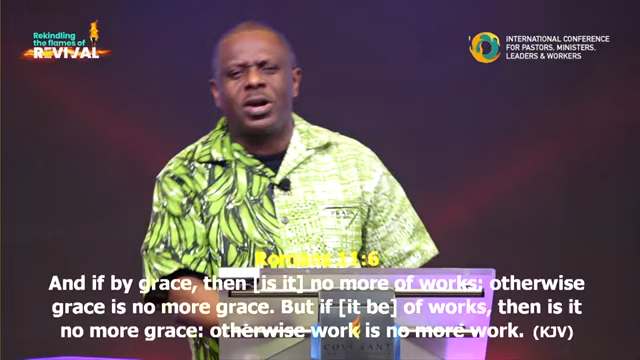 Rekindling
the flames of
REVIVAL
INTERNATIONAL CONFERENCE
FOR PASTORS, MINISTERS,
LEADERS & WORKERS
Romans 11:6
And if by grace, then [is it] no more of works: otherwise
grace is no more grace. But if [it be] of works, then is it
no more grace: otherwise work is no more work. (KJV)
COVENANT